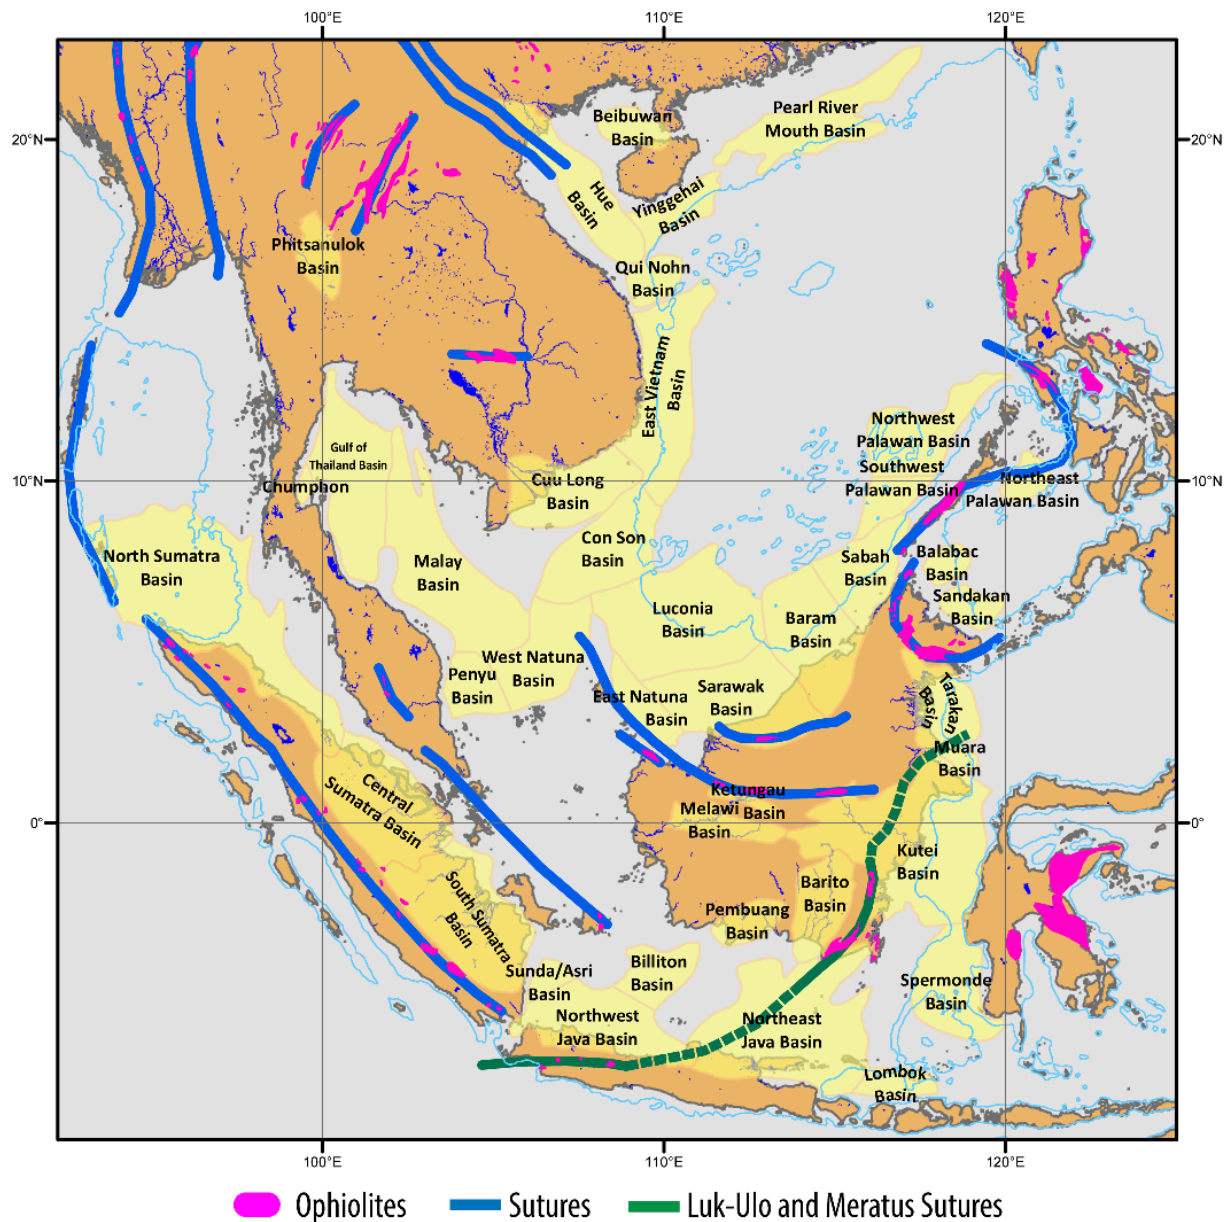 100°E
110°E
120°E
20°N
20°N
10°N
10°N
0°
0°
Beibuwan
Basin
Pearl River
Mouth Basin
Hue
Basin
Yinggehai
Basin
Phitsanulok
Basin
Qui Nohn
Basin
East Vietnam
Basin
Gulf of
Thailand Basin
Chumphon
Cuu Long
Basin
Northwest
Palawan Basin
Southwest
Palawan Basin
Northeast
Palawan Basin
North Sumatra
Basin
Malay
Basin
Con Son
Basin
Sabah
Basin
Balabac
Basin
Sandakan
Basin
Luconia
Basin
Baram
Basin
West Natuna
Basin
Penyu
Basin
East Natuna
Basin
Sarawak
Basin
Tarakan
Basin
Muara
Basin
Central
Sumatra Basin
Ketungau
Basin
Melawi
Basin
Kutei
Basin
Barito
Basin
South Sumatra
Basin
Pembuang
Basin
Sunda/Asri
Basin
Billiton
Basin
Spermonde
Basin
Northwest
Java Basin
Northeast
Java Basin
Lombok
Basin
100°E
110°E
120°E
Ophiolites
Sutures
Luk-Ulo and Meratus Sutures